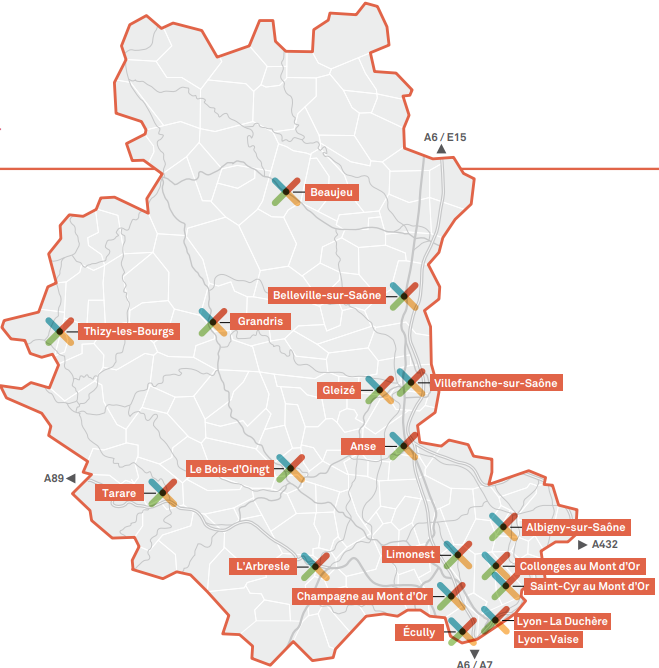 A6 / E15
Beaujeu
Belleville-sur-Saône
Grandris
Thizy-les-Bourgs
Villefranche-sur-Saône
Gleizé
Anse
Le Bois-d'Oingt
A89
Tarare
Albigny-sur-Saône
A432
Limonest
L'Arbresle
Collonges au Mont d'Or
Saint-Cyr au Mont d'Or
Champagne au Mont d'Or
Lyon-La Duchère
Écully
Lyon-Vaise
A6 / A7